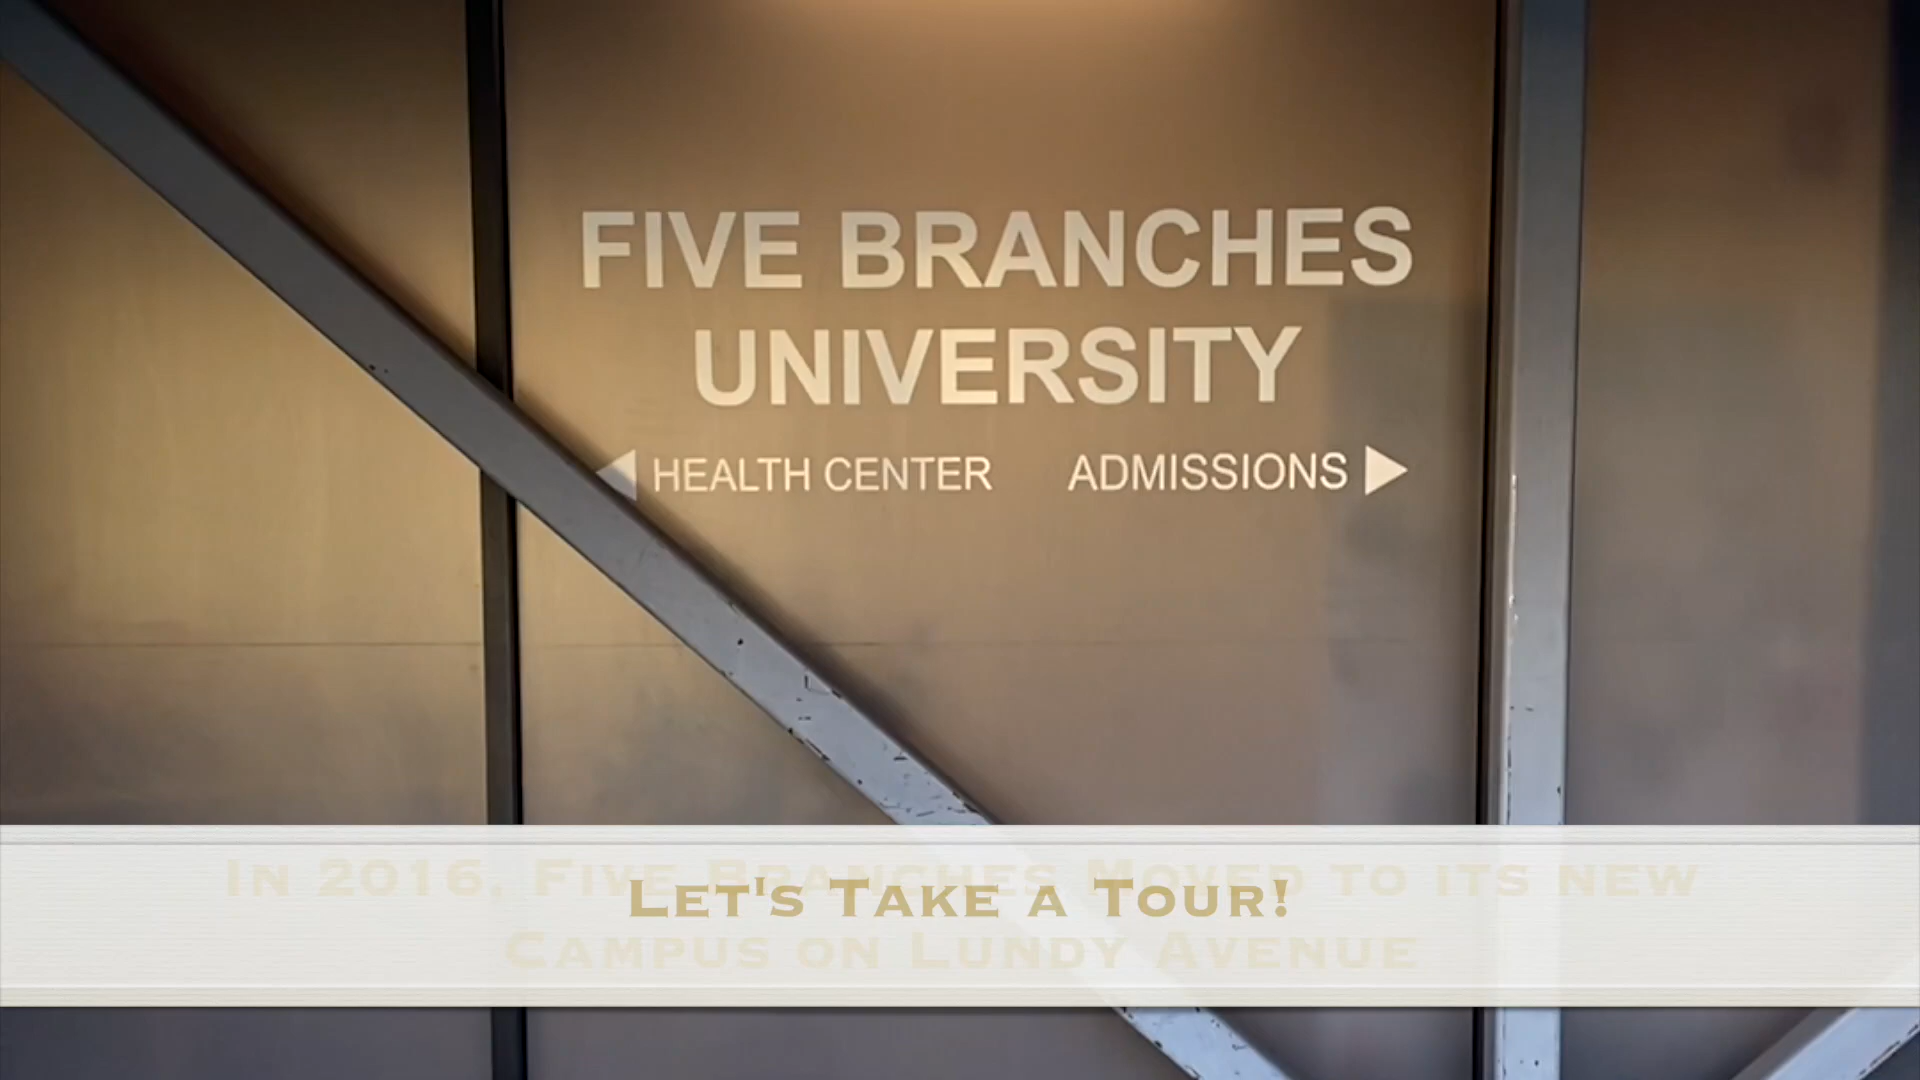 FIVE BRANCHES
UNIVERSITY
HEALTH CENTER ADMISSIONS
In 2016, Five Branches Moved to its new
Let's Take a Tour!
Campus on Lundy Avenue